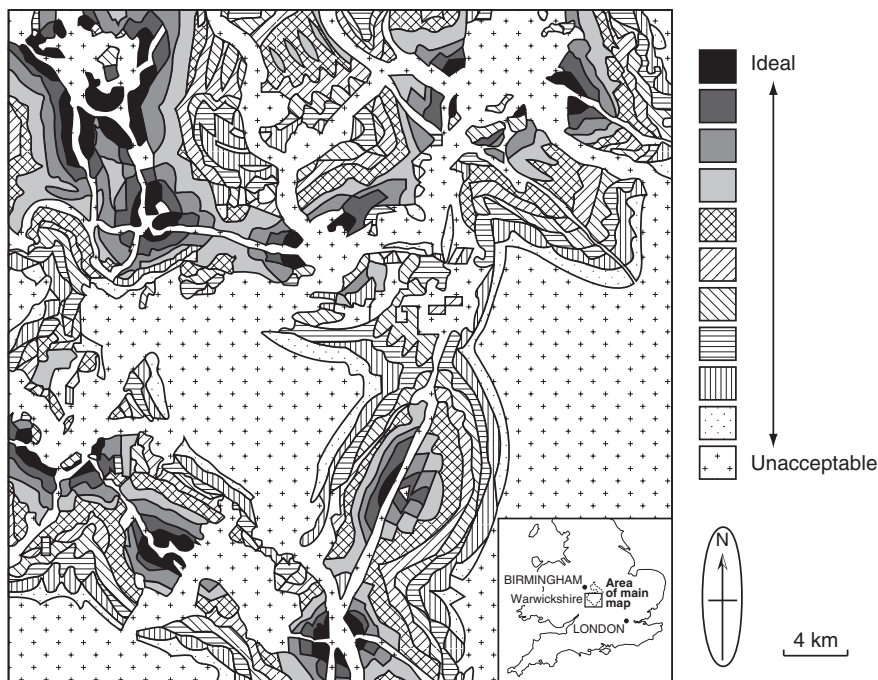 Ideal
Unacceptable
BIRMINGHAM
Warwickshire
Area
of main
map
LONDON
N
4 km